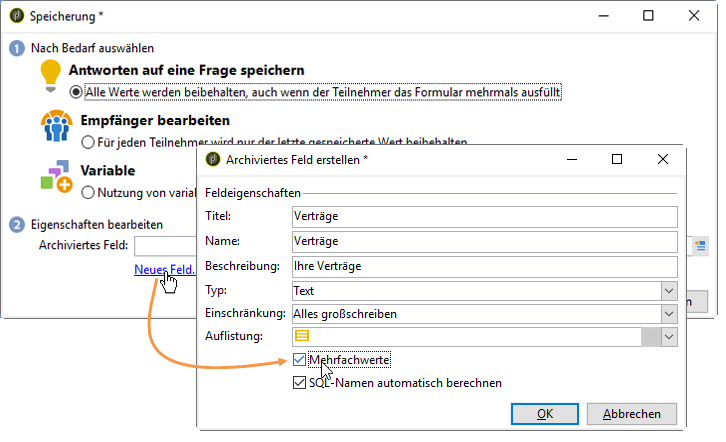 Speicherung *
1 Nach Bedarf auswählen
Antworten auf eine Frage speichern
Alle Werte werden beibehalten, auch wenn der Teilnehmer das Formular mehrmals ausfüllt
Empfänger bearbeiten
Für jeden Teilnehmer wird nur der letzte gespeicherte Wert beibehalten
Variable
Nutzung von
2 Eigenschaften bearbeiten
Archiviertes Feld:
Neues Feld.
Archiviertes Feld erstellen *
Feldeigenschaften
Titel: Verträge
Name: Verträge
Beschreibung: Ihre Verträge
Typ: Text
Einschränkung: Alles großschreiben
Auflistung:
Mehrfachwerte
SQL-Namen automatisch berechnen
OK Abbrechen